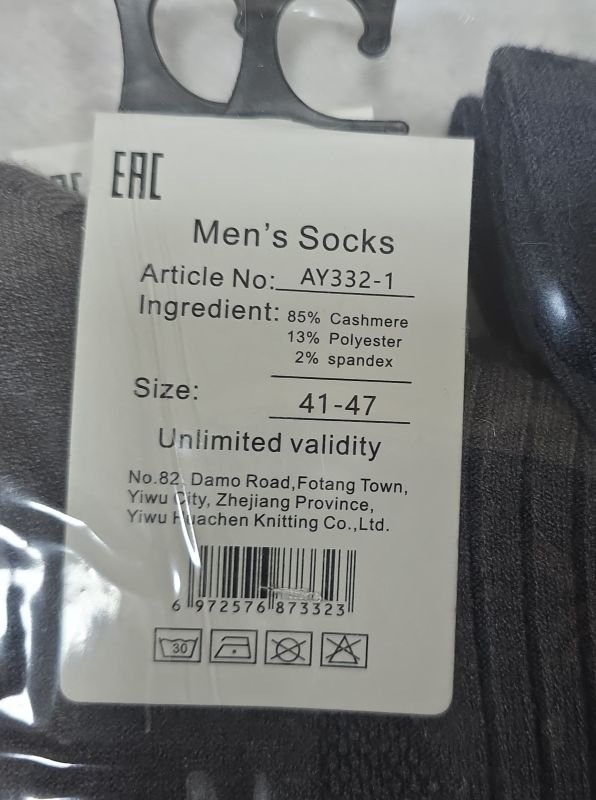 EAC
Men's Socks
Article No: AY332-1
Ingredient: 85% Cashmere
13% Polyester
2% spandex
Size: 41-47
Unlimited validity
No.82, Damo Road,Fotang Town,
Yiwu City, Zhejiang Province,
Yiwu Huachen Knitting Co.,Ltd.
6 972576 873323
30